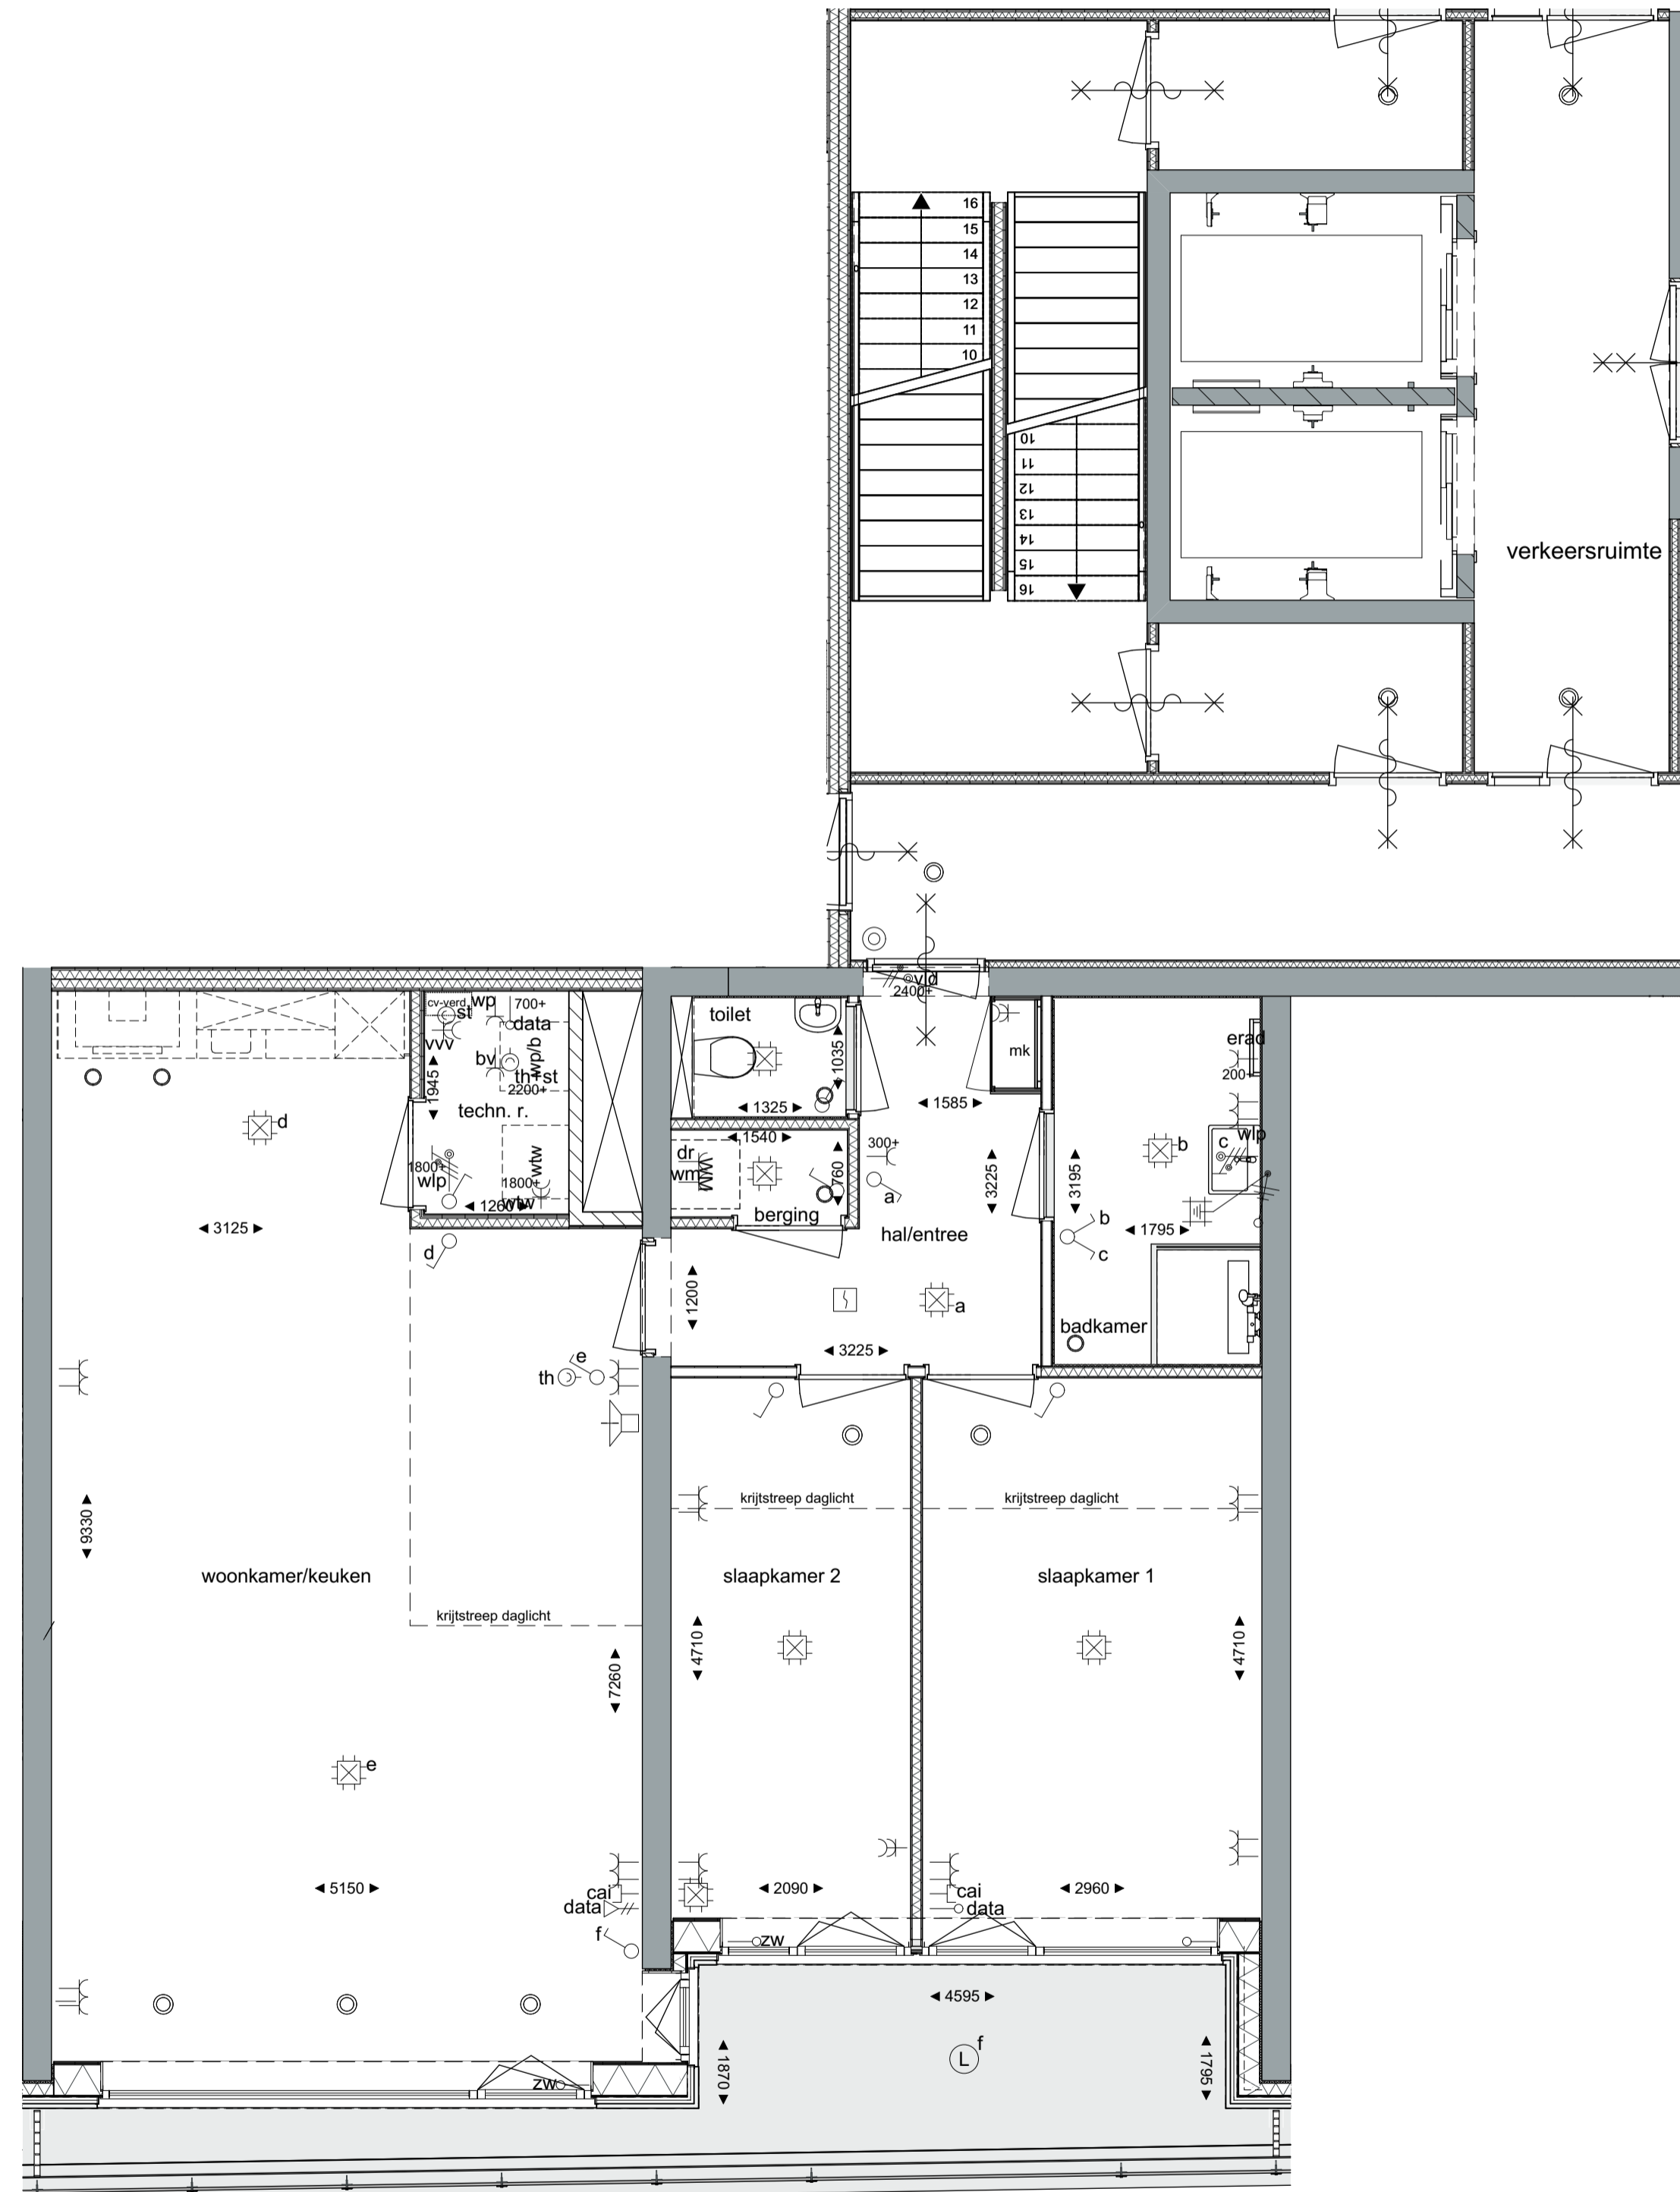 16
15
14
13
12
11
10
10
11
12
13
14
15
16
verkeersruimte
vld
2400+
cv-verd.
wp
st
700+
data
vvv
bv
wp/b
th+st
2200+
1945
techn. r.
1800+
wlp
1800+
wtw
wtw
1260
toilet
1035
1325
1585
mk
1540
dr
wm
WM
760
berging
300+
a
hal/entree
3225
3195
erad
200+
wlp
b
c
b
c
1795
badkamer
d
3125
d
1200
a
3225
e
th
krijtstreep daglicht
krijtstreep daglicht
9330
woonkamer/keuken
slaapkamer 2
slaapkamer 1
krijtstreep daglicht
7260
4710
4710
e
5150
cai
data
f
2090
cai
data
2960
zw
4595
f
L
1870
1795
zw